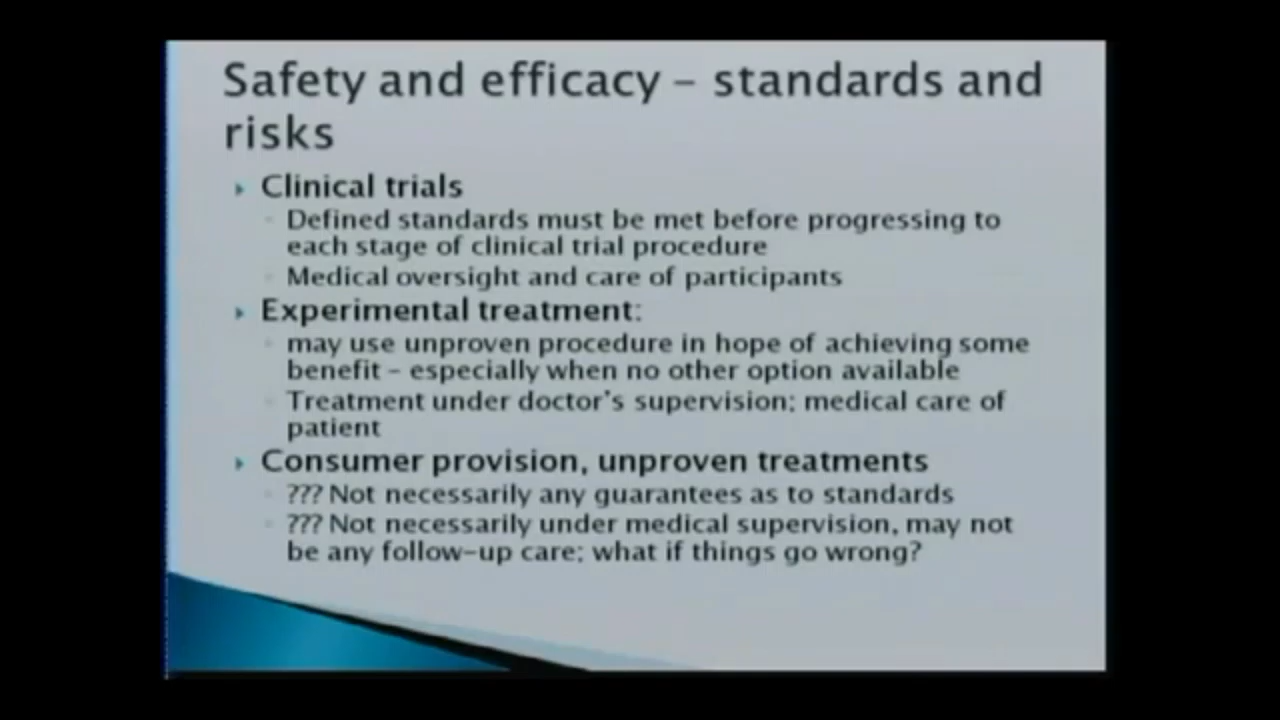 Safety and efficacy – standards and
risks
Clinical trials
Defined standards must be met before progressing to
each stage of clinical trial procedure
Medical oversight and care of participants
Experimental treatment:
may use unproven procedure in hope of achieving some
benefit – especially when no other option available
Treatment under doctor's supervision; medical care of
patient
Consumer provision, unproven treatments
??? Not necessarily any guarantees as to standards
??? Not necessarily under medical supervision, may not
be any follow-up care; what if things go wrong?